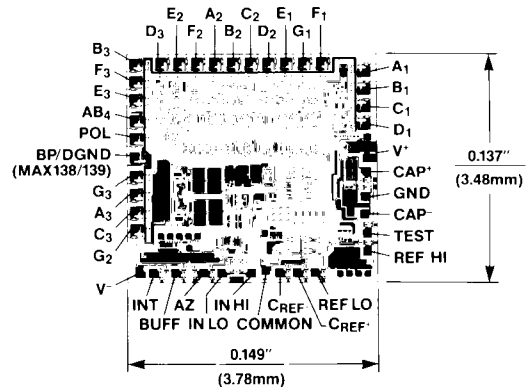 E₂ A₂ C₂ E₁ F₁
D₃ F₂ B₂ D₂ G₁
B₃
F₃
E₃
AB₄
POL
BP/DGND
(MAX138/139)
G₃
A₃
C₃
G₂
V⁻
A₁
B₁
C₁
D₁
V⁺
CAP⁺
GND
CAP⁻
TEST
REF HI
0.137"
(3.48mm)
INT AZ IN HI CREF⁻ REF LO
BUFF IN LO COMMON CREF⁺
0.149"
(3.78mm)